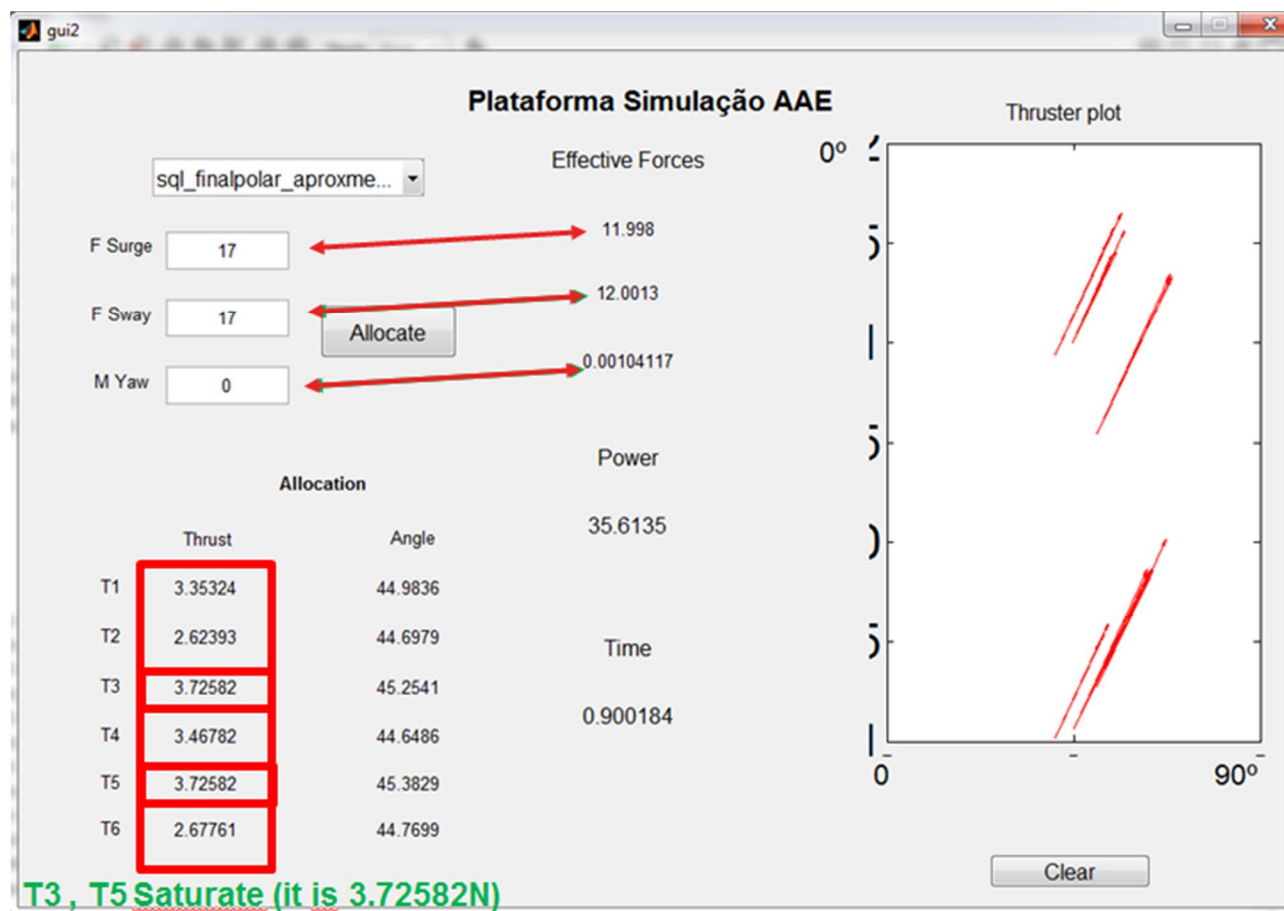 gui2
Plataforma Simulação AAE
Thruster plot
sql_finalpolar_aproxme...
Effective Forces
0º
F Surge 17 11.998
F Sway 17 12.0013
Allocate
M Yaw 0 0.00104117
Power
35.6135
Allocation
Thrust Angle
T1 3.35324 44.9836
T2 2.62393 44.6979
T3 3.72582 45.2541
T4 3.46782 44.6486
T5 3.72582 45.3829
T6 2.67761 44.7699
Time
0.900184
0 90º
Clear
T3 , T5 Saturate (it is 3.72582N)